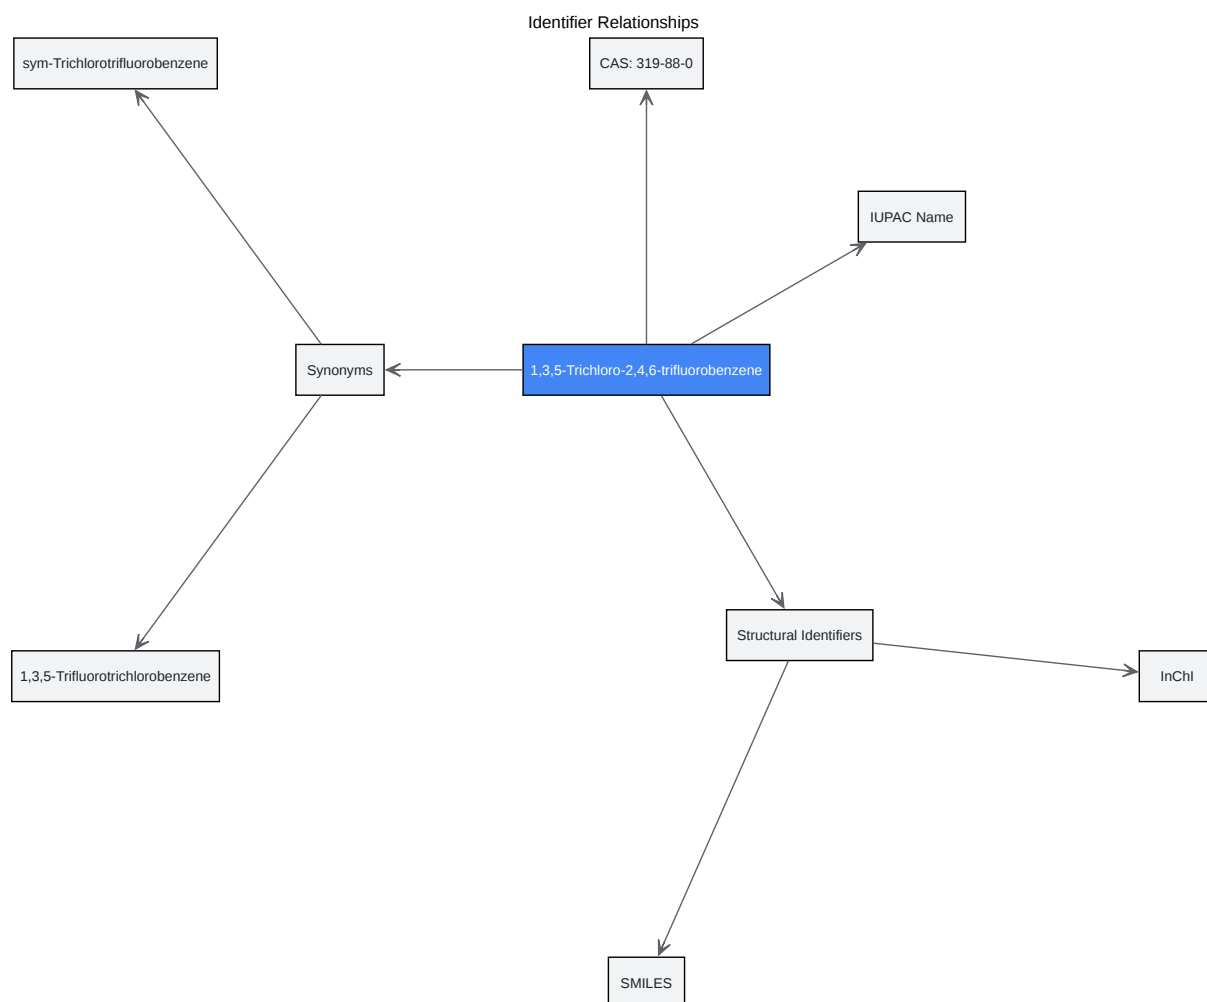 Identifier Relationships
sym-Trichlorotrifluorobenzene
CAS: 319-88-0
IUPAC Name
Synonyms
1,3,5-Trichloro-2,4,6-trifluorobenzene
Structural Identifiers
1,3,5-Trifluorotrichlorobenzene
InChI
SMILES